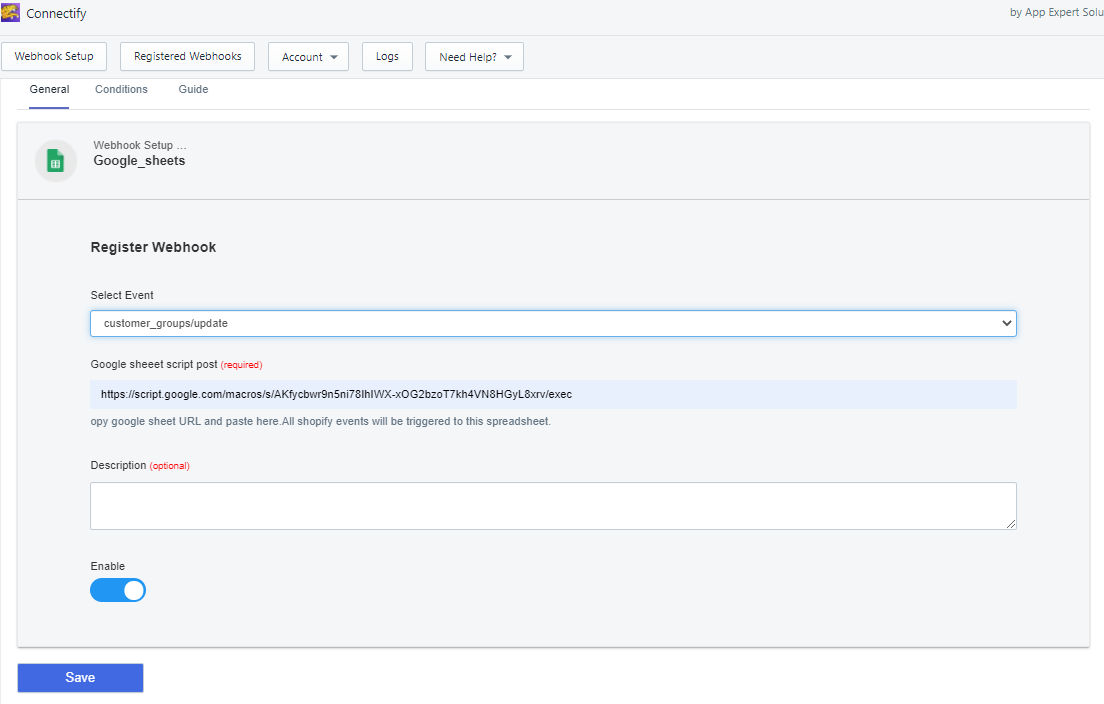 Connectify
by App Expert Solu
Webhook Setup
Registered Webhooks
Account
Logs
Need Help?
General
Conditions
Guide
Webhook Setup ...
Google_sheets
Register Webhook
Select Event
customer_groups/update
Google sheeet script post (required)
https://script.google.com/macros/s/AKfycbwr9n5ni78IhIWX-xOG2bzoT7kh4VN8HGyL8xrv/exec
opy google sheet URL and paste here.All shopify events will be triggered to this spreadsheet.
Description (optional)
Enable
Save